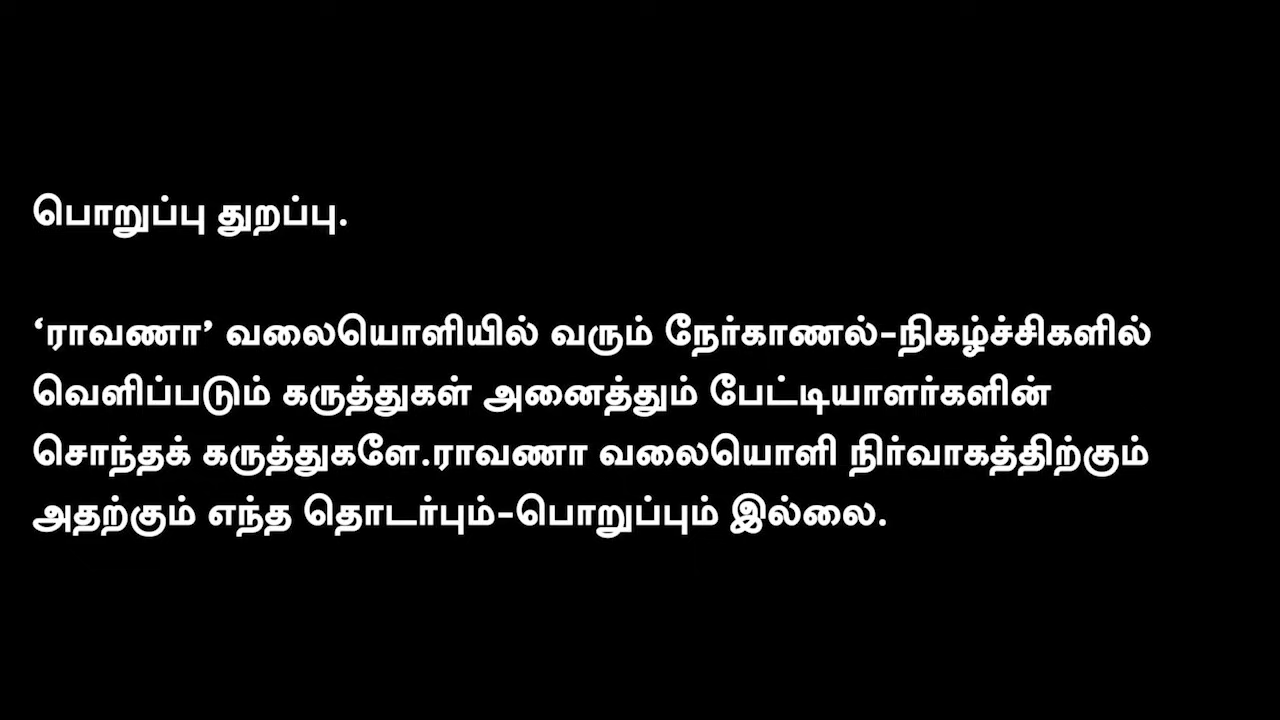 பொறுப்பு துறப்பு.
‘ராவணா’ வலையொளியில் வரும் நேர்காணல்-நிகழ்ச்சிகளில்
வெளிப்படும் கருத்துகள் அனைத்தும் பேட்டியாளர்களின்
சொந்தக் கருத்துகளே.ராவணா வலையொளி நிர்வாகத்திற்கும்
அதற்கும் எந்த தொடர்பும்-பொறுப்பும் இல்லை.